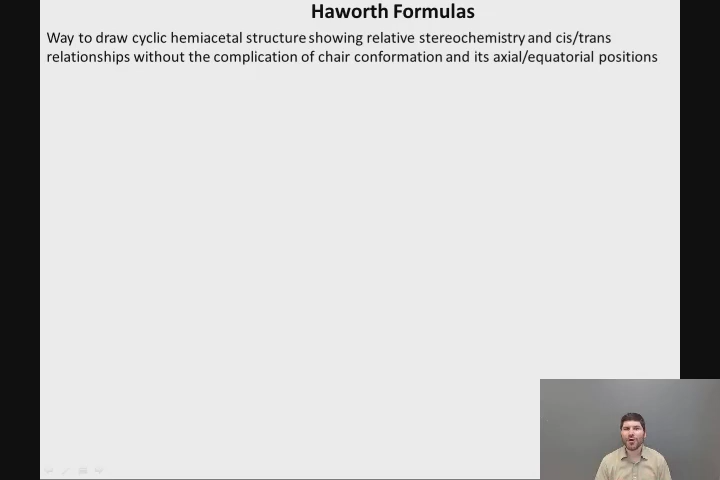 Haworth Formulas
Way to draw cyclic hemiacetal structure showing relative stereochemistry and cis/trans
relationships without the complication of chair conformation and its axial/equatorial positions